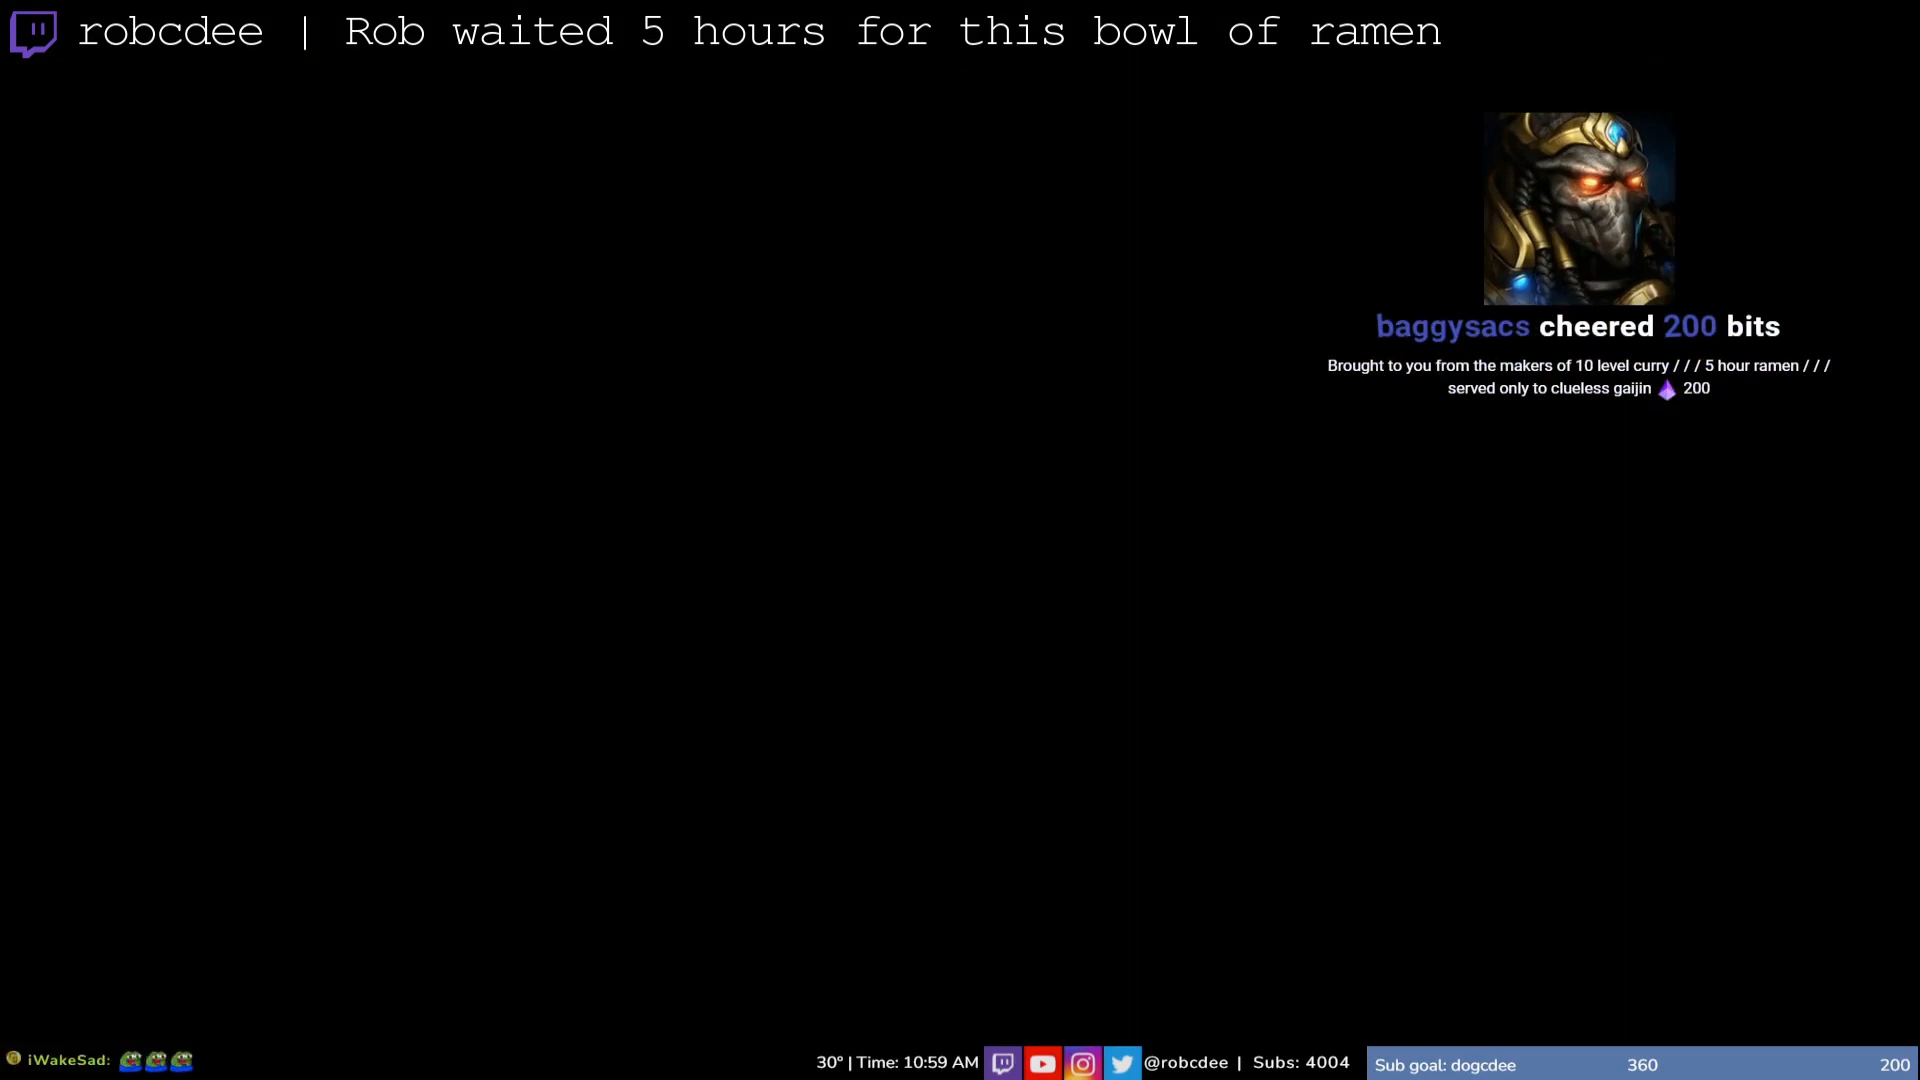 robcdee | Rob waited 5 hours for this bowl of ramen
baggysacs cheered 200 bits
Brought to you from the makers of 10 level curry / / / 5 hour ramen / / /
served only to clueless gaijin 200
iWakeSad:
30° | Time: 10:59 AM @robcdee | Subs: 4004
Sub goal: dogcdee 360 200